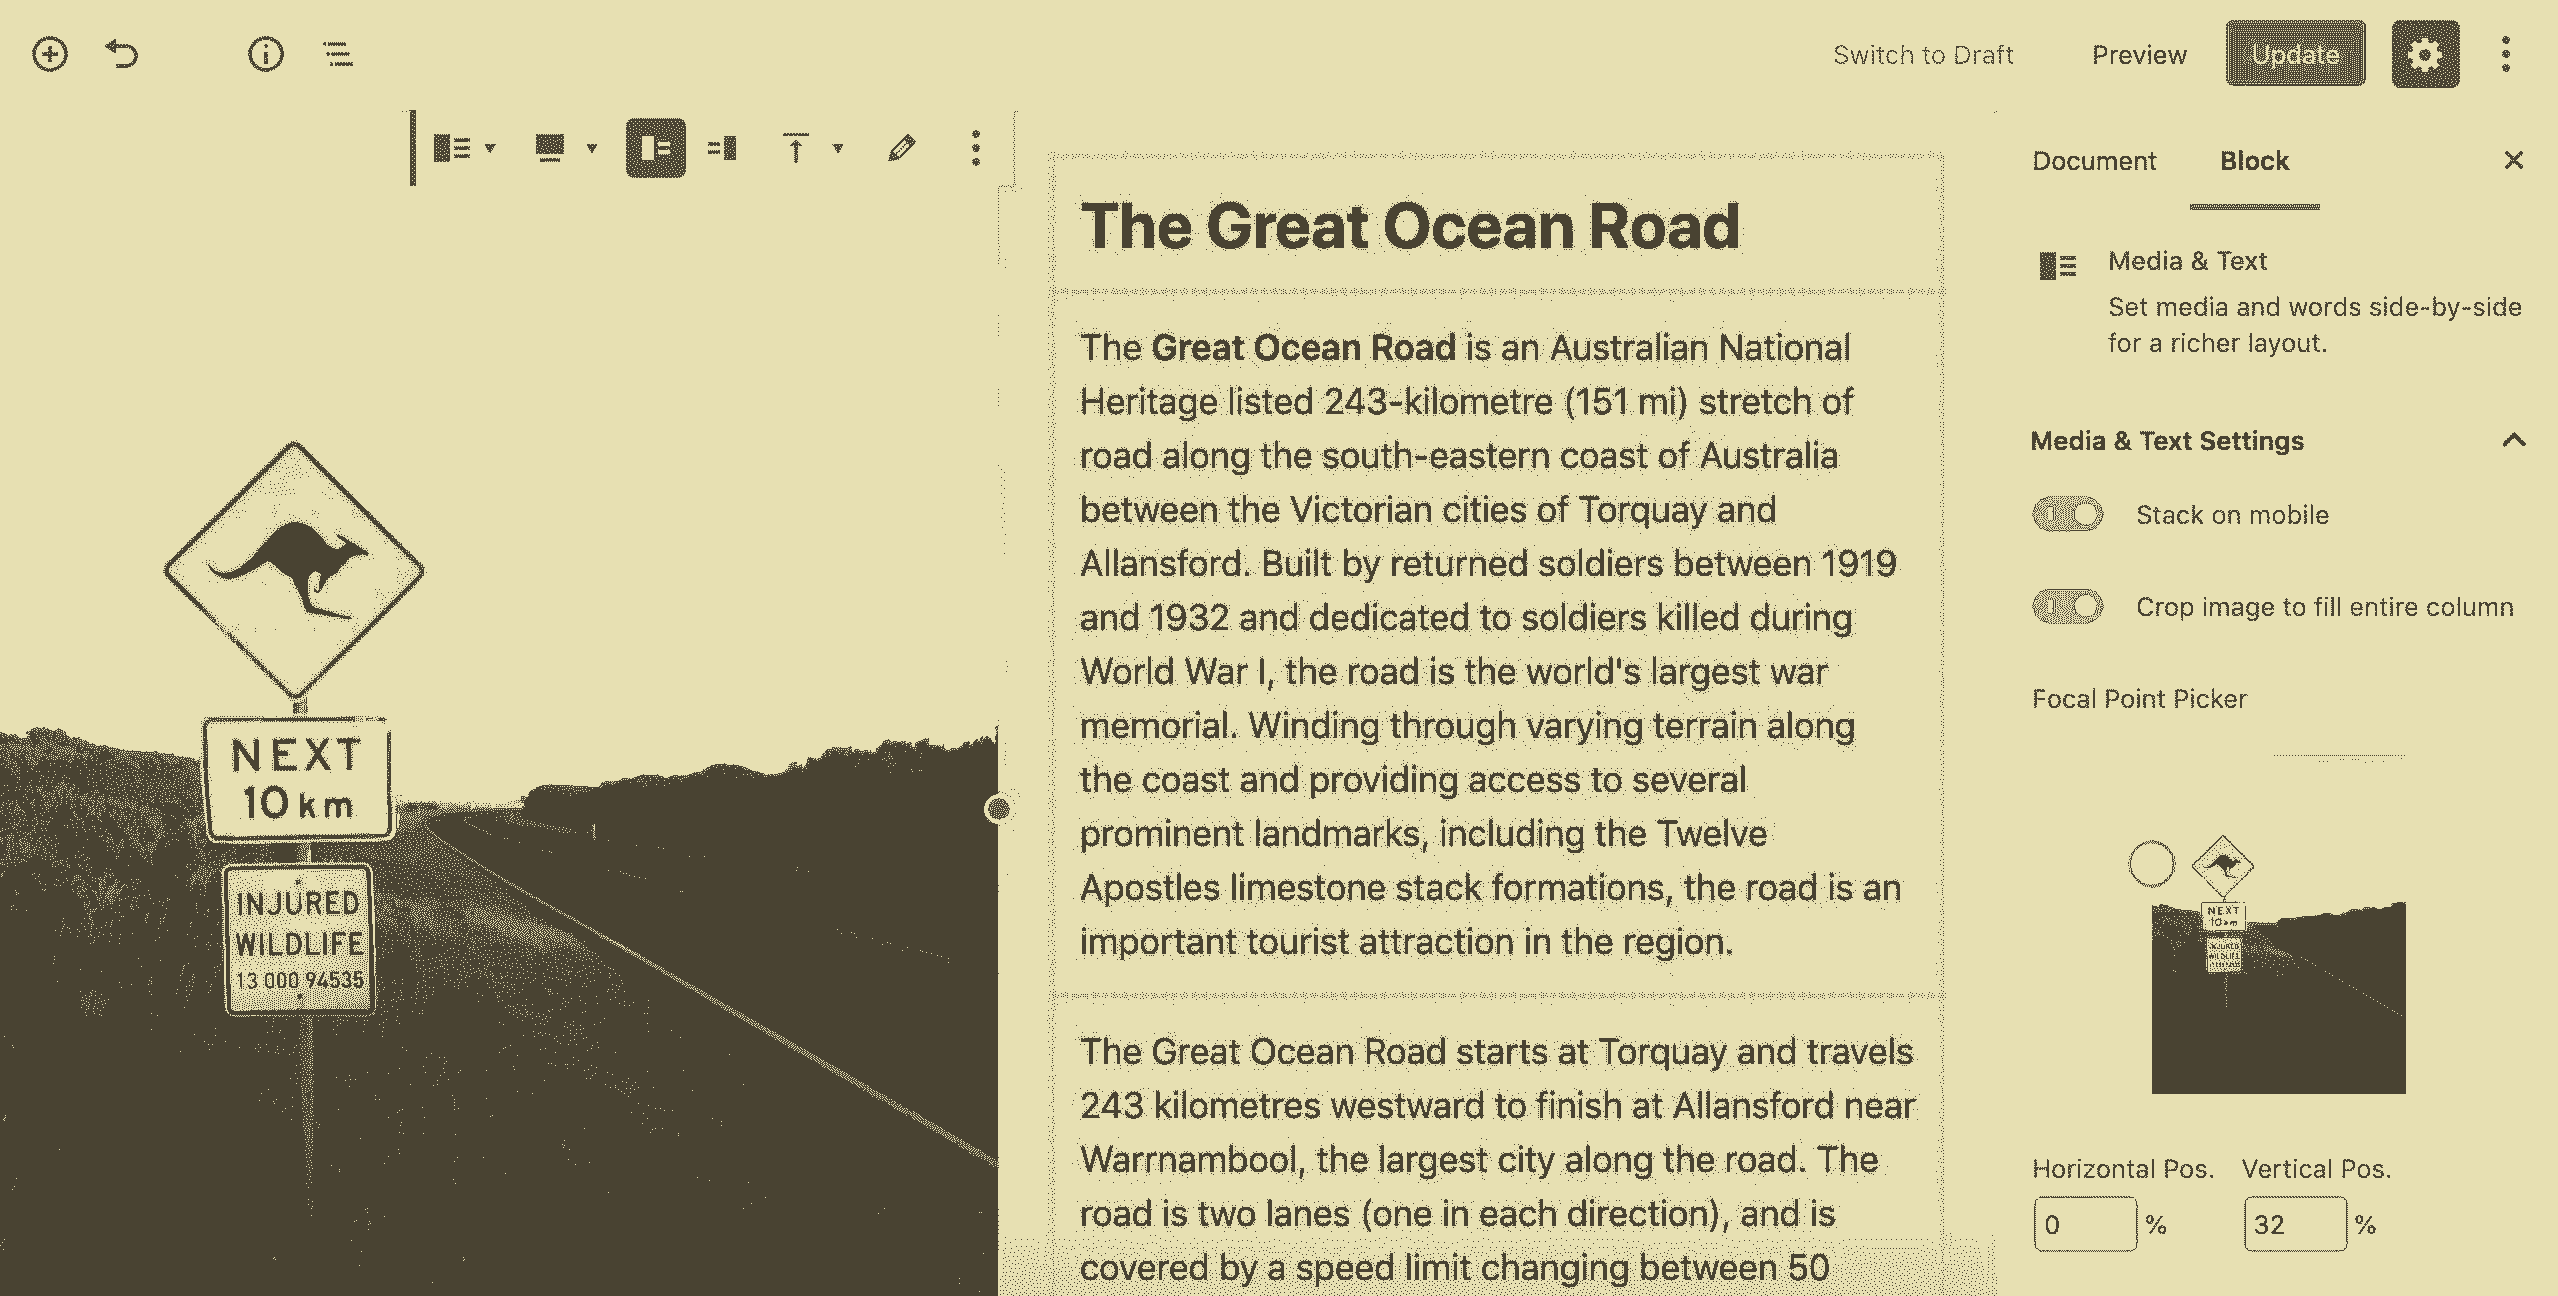 Switch to Draft
Preview
Update
NEXT
10 km
INJURED
WILDLIFE
13 000 94535
The Great Ocean Road
The Great Ocean Road is an Australian National
Heritage listed 243-kilometre (151 mi) stretch of
road along the south-eastern coast of Australia
between the Victorian cities of Torquay and
Allansford. Built by returned soldiers between 1919
and 1932 and dedicated to soldiers killed during
World War I, the road is the world's largest war
memorial. Winding through varying terrain along
the coast and providing access to several
prominent landmarks, including the Twelve
Apostles limestone stack formations, the road is an
important tourist attraction in the region.
The Great Ocean Road starts at Torquay and travels
243 kilometres westward to finish at Allansford near
Warrnambool, the largest city along the road. The
road is two lanes (one in each direction), and is
covered by a speed limit changing between 50
Document
Block
Media & Text
Set media and words side-by-side
for a richer layout.
Media & Text Settings
Stack on mobile
Crop image to fill entire column
Focal Point Picker
NEXT
10 km
INJURED
WILDLIFE
Horizontal Pos.
Vertical Pos.
0 %
32 %